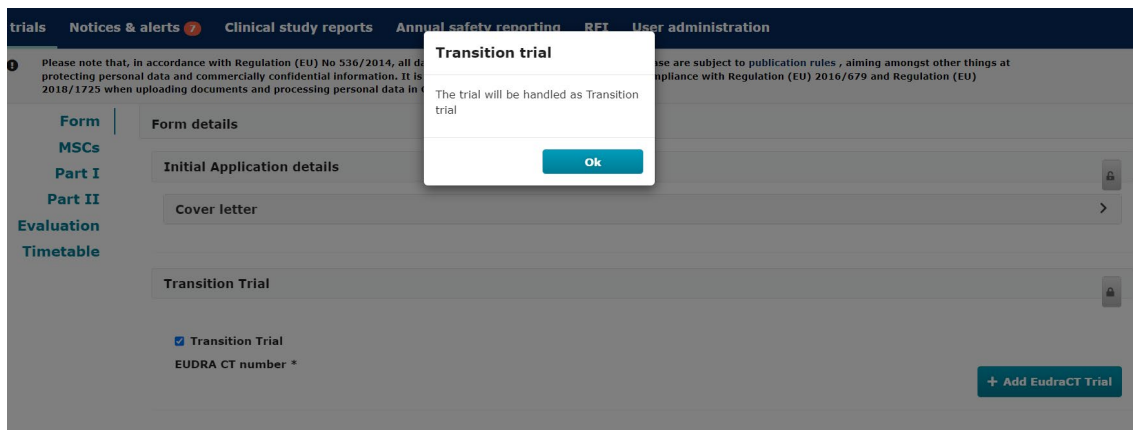 trials Notices & alerts 7 Clinical study reports Annual safety reporting RFI User administration
Please note that, in accordance with Regulation (EU) No 536/2014, all da
se are subject to publication rules , aiming amongst other things at
protecting personal data and commercially confidential information. It is
mpliance with Regulation (EU) 2016/679 and Regulation (EU)
2018/1725 when uploading documents and processing personal data in
Transition trial
The trial will be handled as Transition
trial
Ok
Form
MSCs
Part I
Part II
Evaluation
Timetable
Form details
Initial Application details
Cover letter
Transition Trial
Transition Trial
EUDRA CT number *
+ Add EudraCT Trial